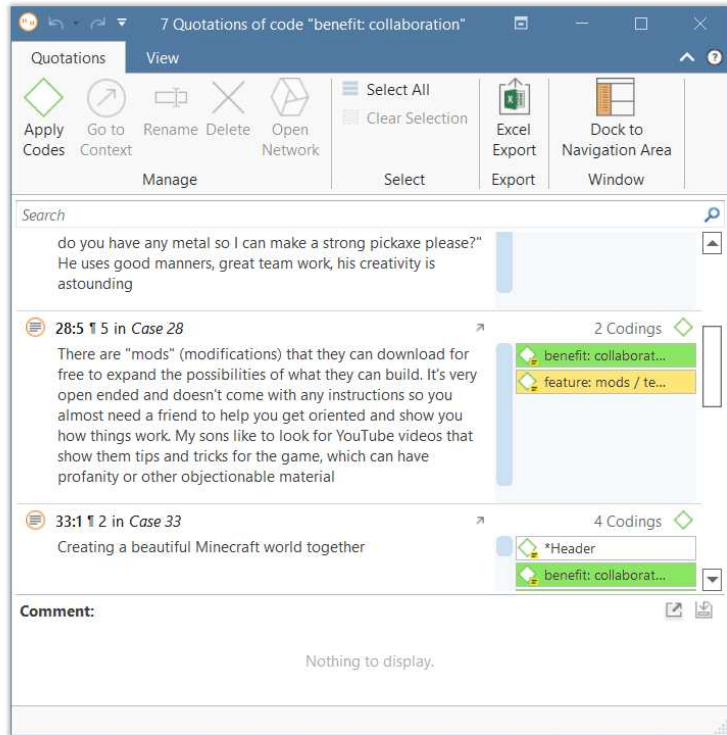 7 Quotations of code "benefit: collaboration"
Quotations View
Select All
Clear Selection
Apply Codes
Go to Context
Rename
Delete
Open Network
Excel Export
Dock to Navigation Area
Manage Select Export Window
Search
do you have any metal so I can make a strong pickaxe please?"
He uses good manners, great team work, his creativity is
astounding
28:5 ¶ 5 in Case 28
2 Codings
There are "mods" (modifications) that they can download for
free to expand the possibilities of what they can build. It's very
open ended and doesn't come with any instructions so you
almost need a friend to help you get oriented and show you
how things work. My sons like to look for YouTube videos that
show them tips and tricks for the game, which can have
profanity or other objectionable material
benefit: collaborat...
feature: mods / te...
33:1 ¶ 2 in Case 33
4 Codings
Creating a beautiful Minecraft world together
*Header
benefit: collaborat...
Comment:
Nothing to display.